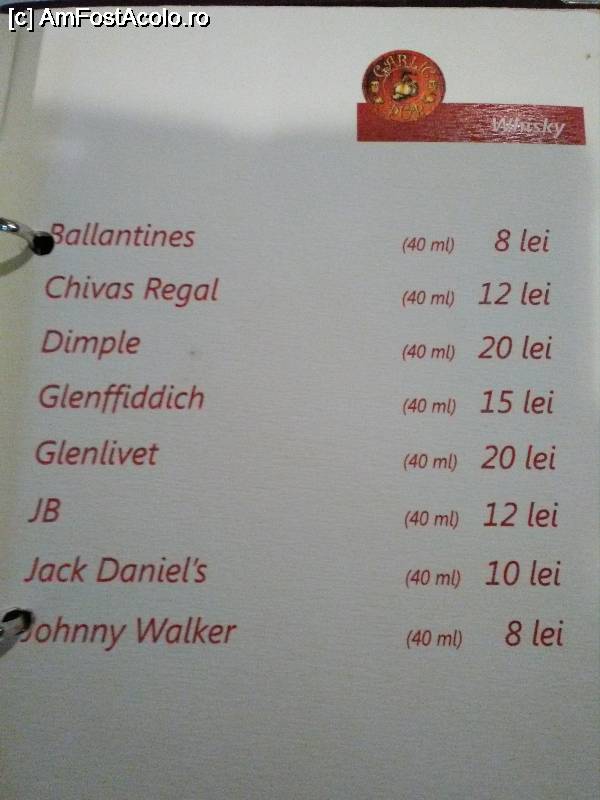 [c] AmFostAcolo.ro
GARLIC
Whisky
Ballantines (40 ml) 8 lei
Chivas Regal (40 ml) 12 lei
Dimple (40 ml) 20 lei
Glenffiddich (40 ml) 15 lei
Glenlivet (40 ml) 20 lei
JB (40 ml) 12 lei
Jack Daniel's (40 ml) 10 lei
Johnny Walker (40 ml) 8 lei